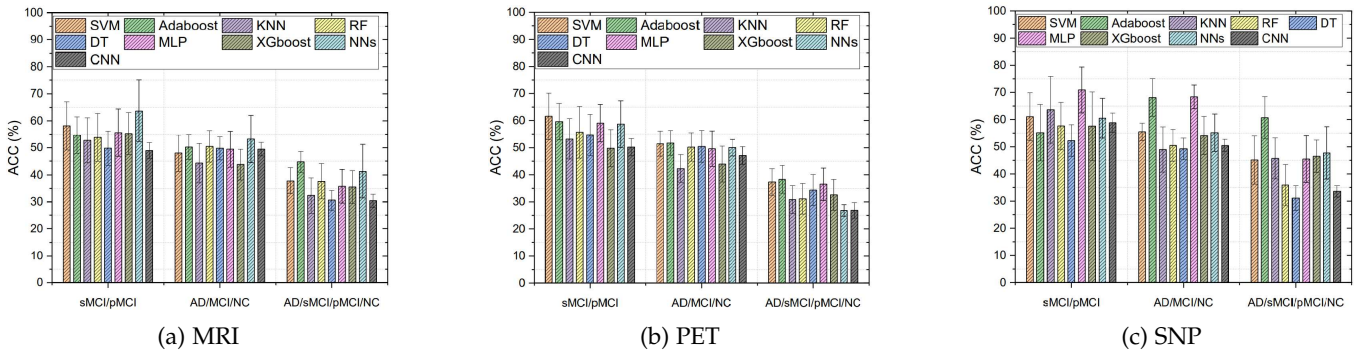 100
90
80
70
60
50
40
30
20
10
0
ACC (%)
SVM Adaboost KNN RF
DT MLP XGboost NNs
CNN
sMCI/pMCI AD/MCI/NC AD/sMCI/pMCI/NC
(a) MRI
100
90
80
70
60
50
40
30
20
10
0
ACC (%)
SVM Adaboost KNN RF
DT MLP XGboost NNs
CNN
sMCI/pMCI AD/MCI/NC AD/sMCI/pMCI/NC
(b) PET
100
90
80
70
60
50
40
30
20
10
0
ACC (%)
SVM Adaboost KNN RF DT
MLP XGboost NNs CNN
sMCI/pMCI AD/MCI/NC AD/sMCI/pMCI/NC
(c) SNP